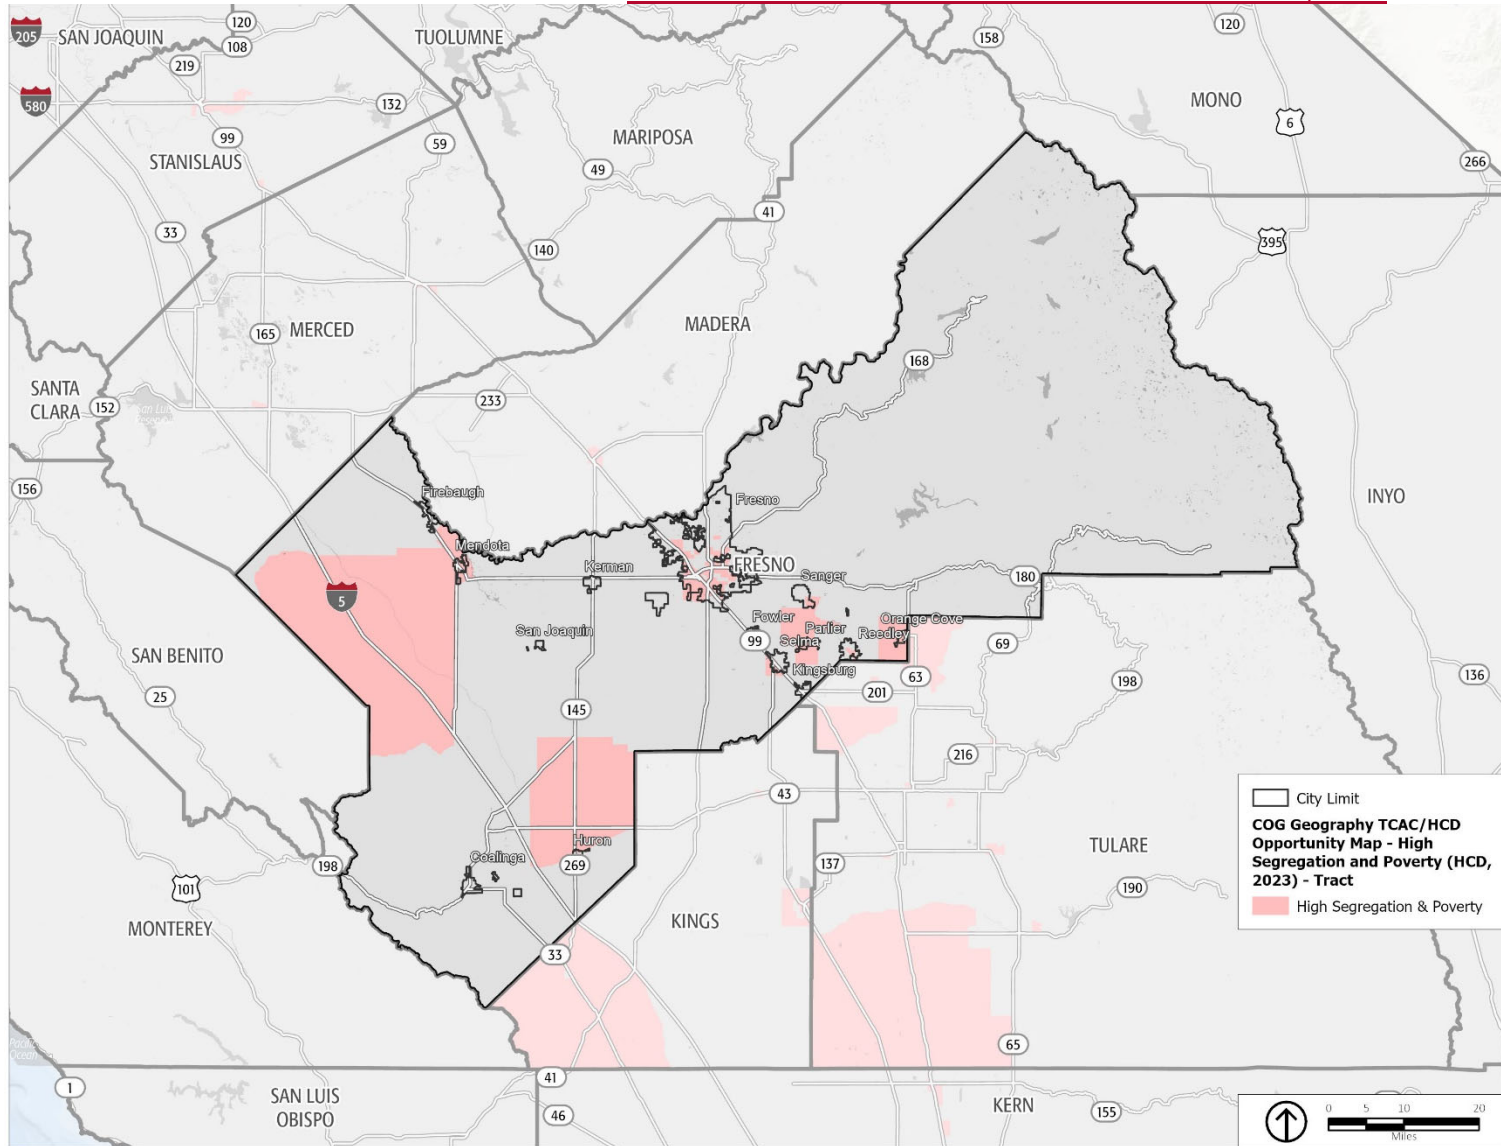 120
205
SAN JOAQUIN
108
TUOLUMNE
158
120
219
580
132
MONO
6
99
59
MARIPOSA
STANISLAUS
49
266
41
33
140
395
165
MERCED
MADERA
168
SANTA
CLARA
152
233
156
INYO
Firebaugh
Fresno
Mendota
Kerman
FRESNO
Sanger
180
5
San Joaquin
Fowler
99
Selma
Parlier
Reedley
Orange Cove
69
SAN BENITO
Kingsburg
63
198
136
25
201
145
216
43
City Limit
COG Geography TCAC/HCD
Opportunity Map - High
Segregation and Poverty (HCD,
2023) - Tract
High Segregation & Poverty
Huron
TULARE
198
Coalinga
269
137
101
190
MONTEREY
KINGS
33
65
Pacific
Ocean
1
41
SAN LUIS
OBISPO
46
KERN
155
0 5 10 20
Miles